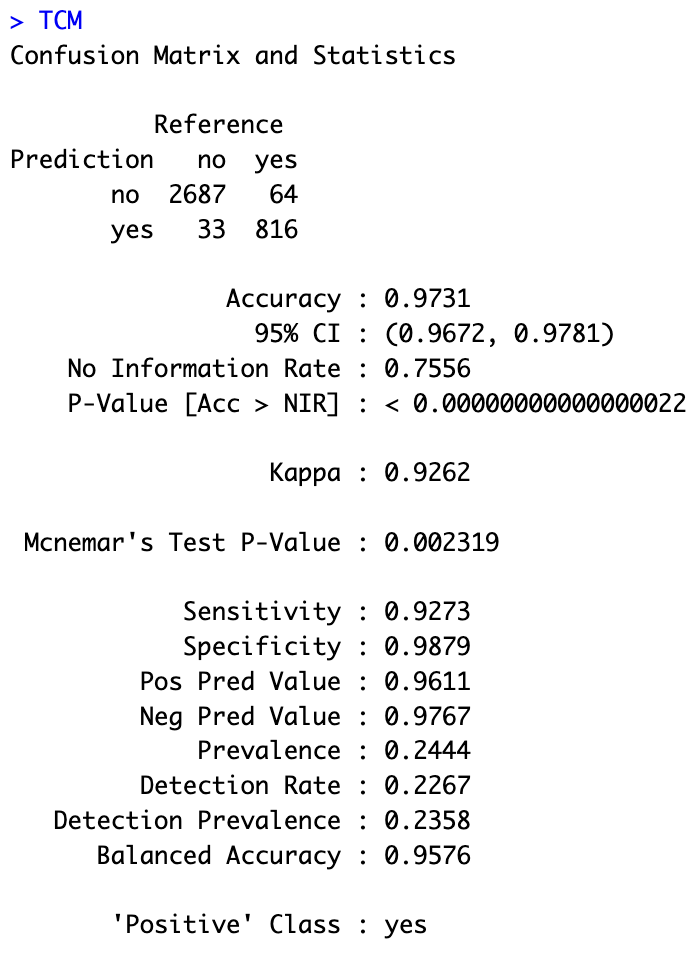 > TCM
Confusion Matrix and Statistics
Reference
Prediction no yes
no 2687 64
yes 33 816
Accuracy : 0.9731
95% CI : (0.9672, 0.9781)
No Information Rate : 0.7556
P-Value [Acc > NIR] : < 0.00000000000000022
Kappa : 0.9262
Mcnemar's Test P-Value : 0.002319
Sensitivity : 0.9273
Specificity : 0.9879
Pos Pred Value : 0.9611
Neg Pred Value : 0.9767
Prevalence : 0.2444
Detection Rate : 0.2267
Detection Prevalence : 0.2358
Balanced Accuracy : 0.9576
'Positive' Class : yes